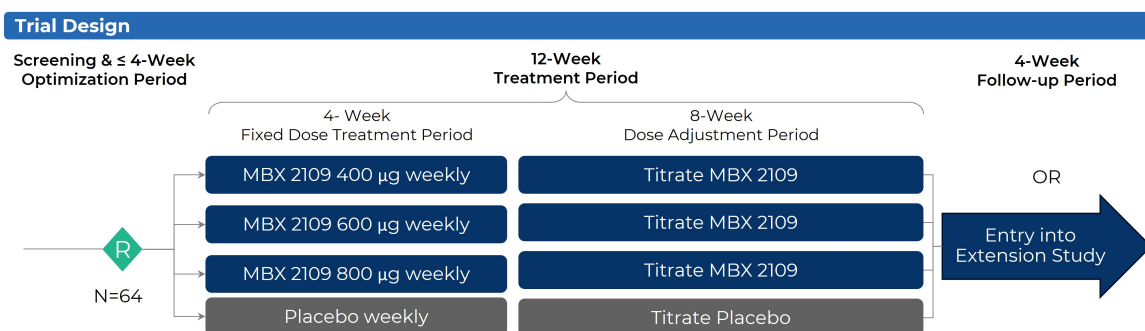 Trial Design
Screening & ≤ 4-Week
Optimization Period
12-Week
Treatment Period
4-Week
Follow-up Period
4- Week
Fixed Dose Treatment Period
8-Week
Dose Adjustment Period
MBX 2109 400 µg weekly
Titrate MBX 2109
OR
MBX 2109 600 µg weekly
Titrate MBX 2109
Entry into
Extension Study
R
MBX 2109 800 µg weekly
Titrate MBX 2109
N=64
Placebo weekly
Titrate Placebo